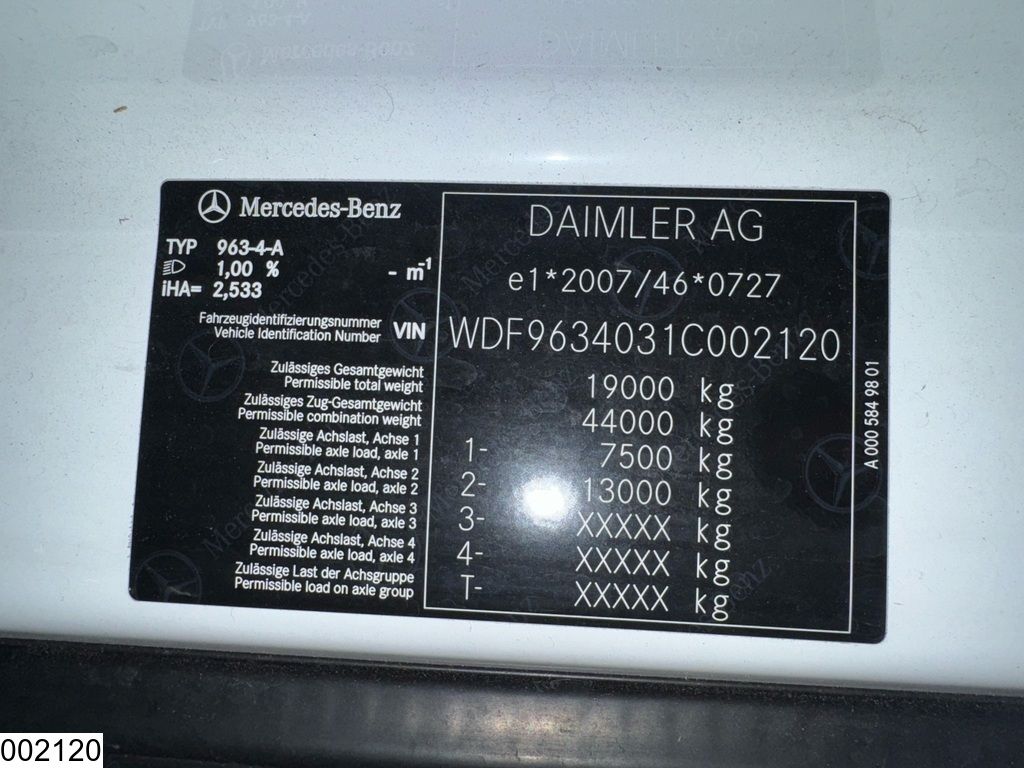 Mercedes-Benz
DAIMLER AG
TYP 963-4-A
1,00 % - m-1
iHA= 2,533
e1*2007/46*0727
Fahrzeugidentifizierungsnummer
Vehicle Identification Number VIN WDF9634031C002120
Zulässiges Gesamtgewicht
Permissible total weight 19000 kg
Zulässiges Zug-Gesamtgewicht
Permissible combination weight 44000 kg
Zulässige Achslast, Achse 1
Permissible axle load, axle 1 1- 7500 kg
Zulässige Achslast, Achse 2
Permissible axle load, axle 2 2- 13000 kg
Zulässige Achslast, Achse 3
Permissible axle load, axle 3 3- XXXXX kg
Zulässige Achslast, Achse 4
Permissible axle load, axle 4 4- XXXXX kg
Zulässige Last der Achsgruppe
Permissible load on axle group T- XXXXX kg
A 000 584 98 01
002120